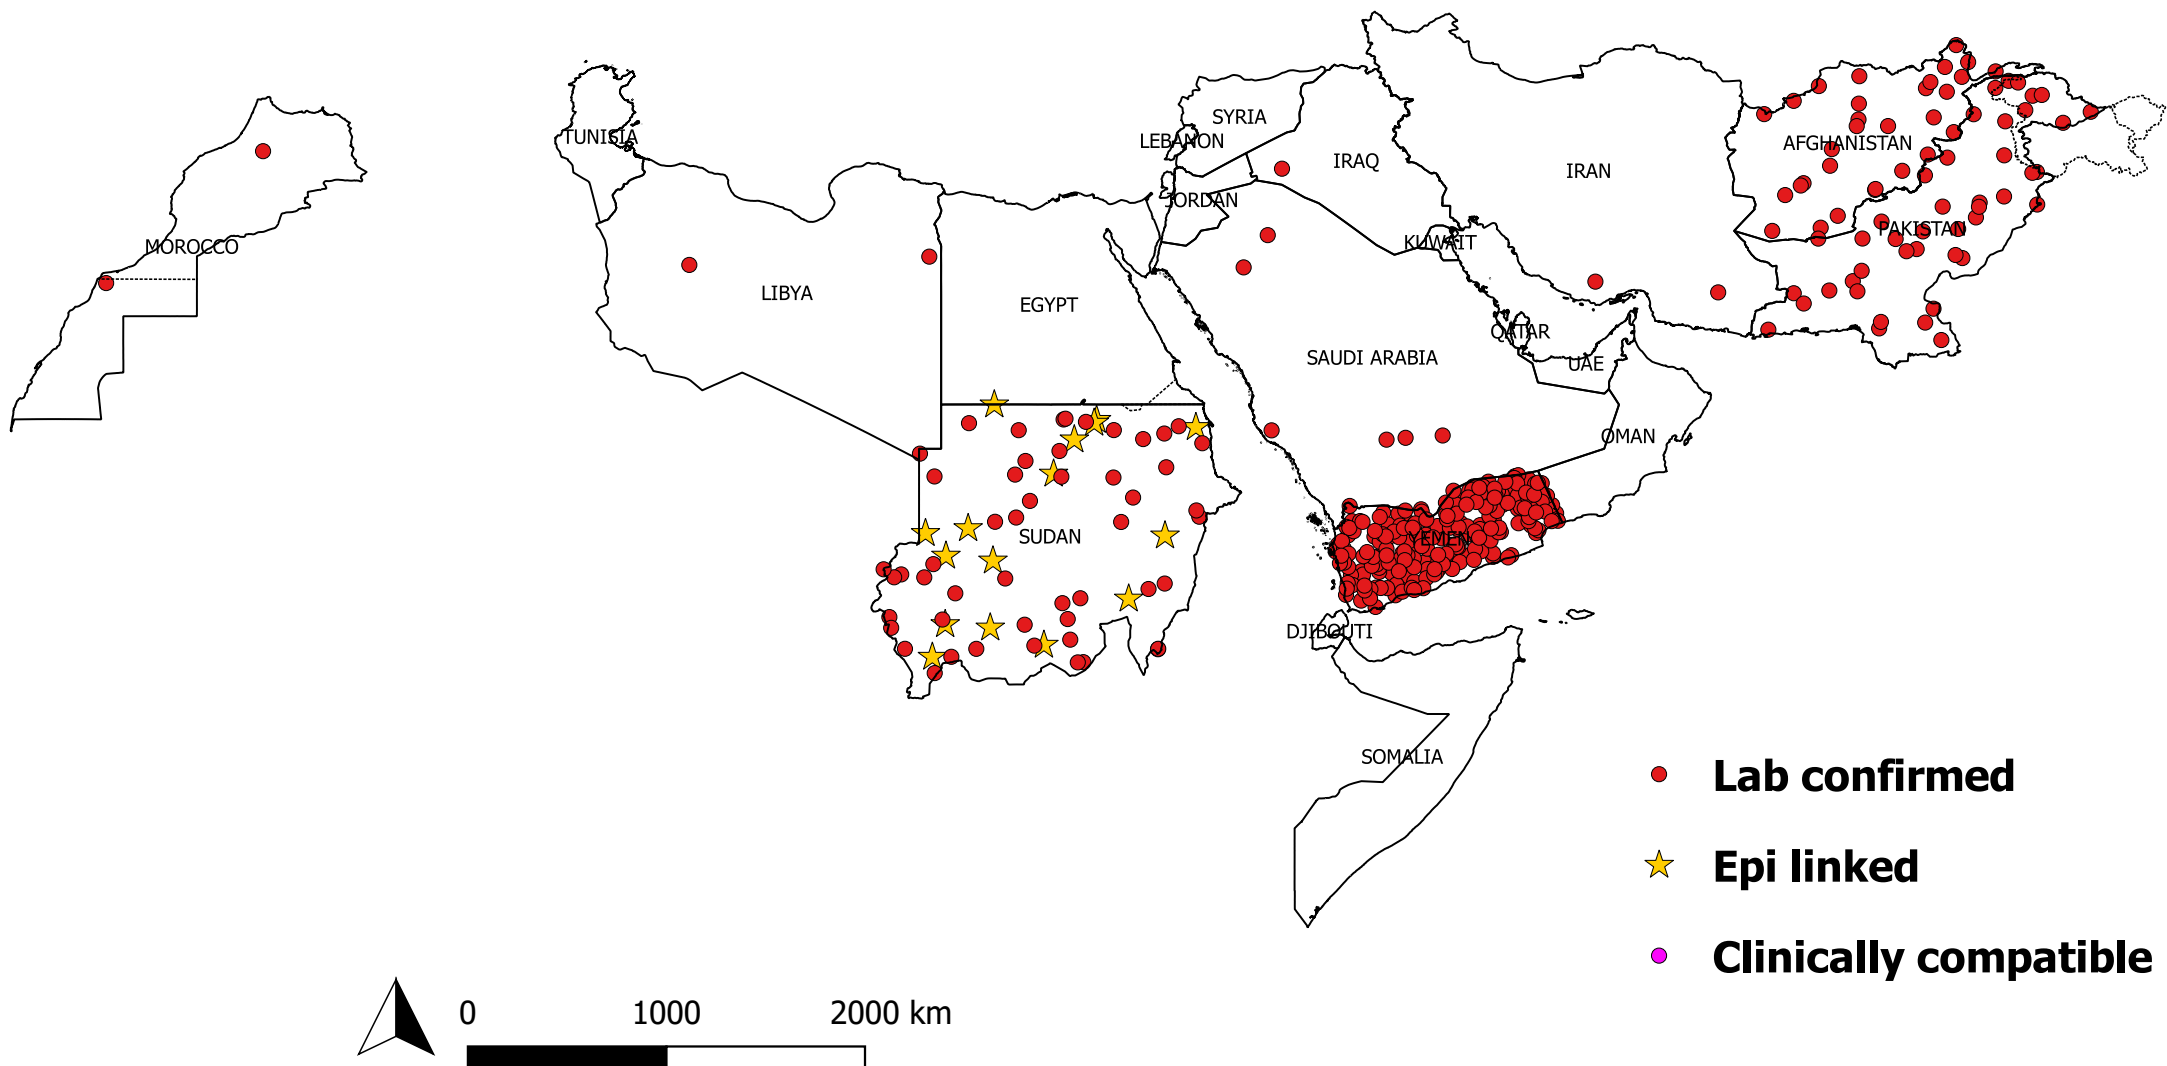 SYRIA
TUNISIA
LEBANON
AFGHANISTAN
IRAQ
IRAN
JORDAN
PAKISTAN
KUWAIT
MOROCCO
LIBYA
EGYPT
QATAR
SAUDI ARABIA
UAE
OMAN
SUDAN
YEMEN
DJIBOUTI
SOMALIA
Lab confirmed
Epi linked
Clinically compatible
0 1000 2000 km